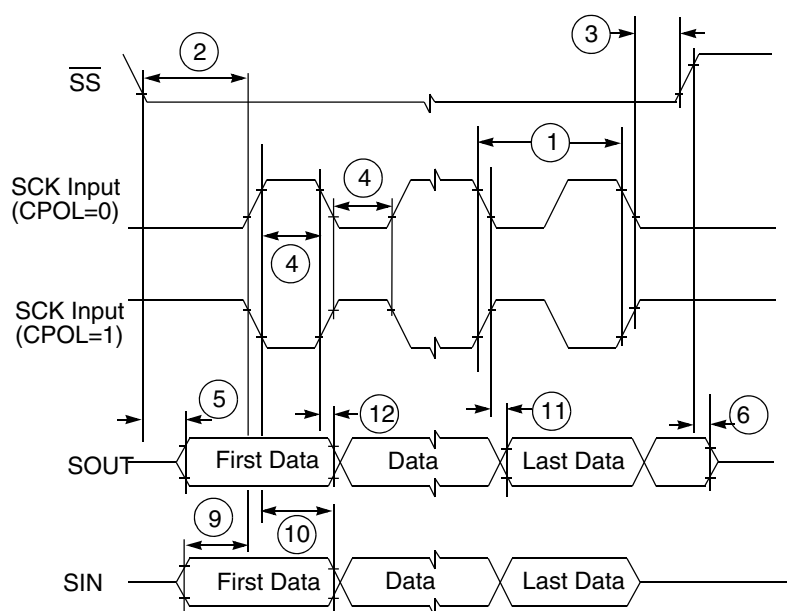 2
3
SS
1
SCK Input
(CPOL=0)
4
4
SCK Input
(CPOL=1)
5
12
11
6
SOUT
First Data
Data
Last Data
9
10
SIN
First Data
Data
Last Data